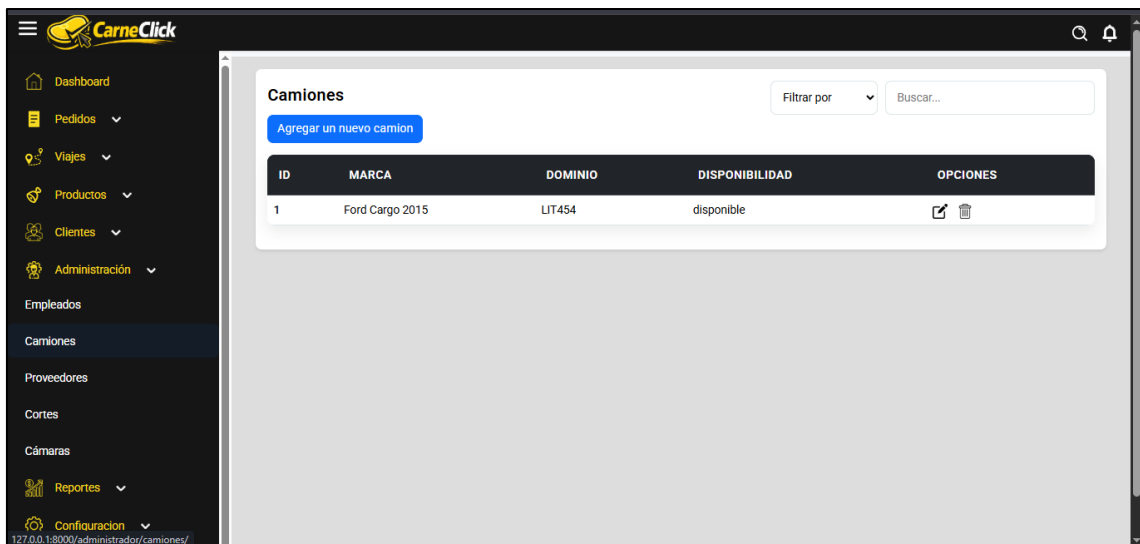 CarneClick
Dashboard
Pedidos
Viajes
Productos
Clientes
Administración
Empleados
Camiones
Proveedores
Cortes
Cámaras
Reportes
Configuracion
127.0.0.1:8000/administrador/camiones/
Camiones
Filtrar por
Buscar...
Agregar un nuevo camion
ID MARCA DOMINIO DISPONIBILIDAD OPCIONES
1 Ford Cargo 2015 LIT454 disponible